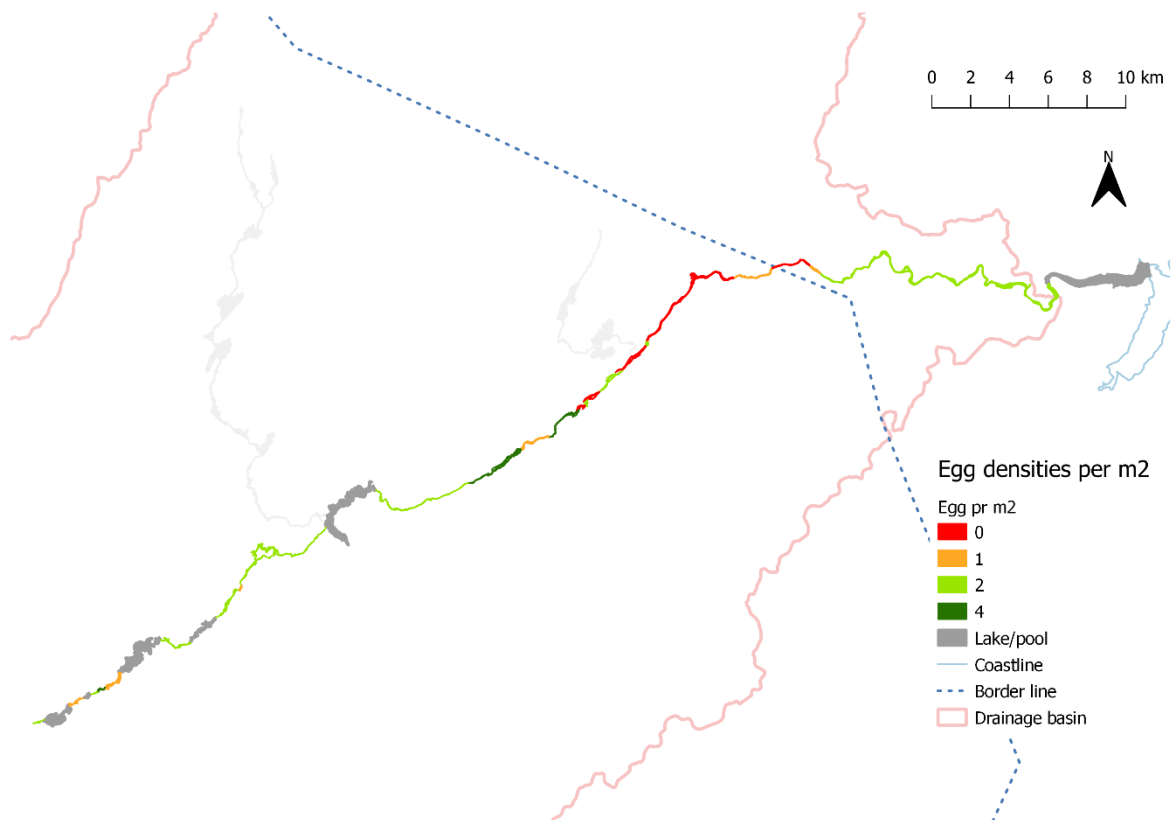 0 2 4 6 8 10 km
N
Egg densities per m2
Egg pr m2
0
1
2
4
Lake/pool
Coastline
Border line
Drainage basin